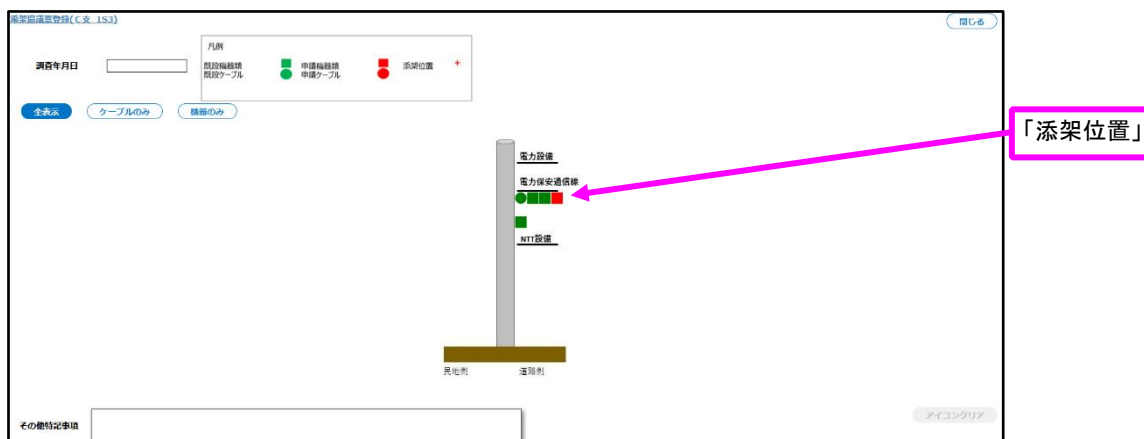 添架協議票登録(C支 153)
閉じる
凡例
調査年月日
既設機器類 申請機器類 添架位置 +
既設ケーブル 申請ケーブル
全表示 ケーブルのみ 機器のみ
「添架位置」
電力設備
電力保安通信線
NTT設備
民地側 道路側
アイコンクリア
その他特記事項